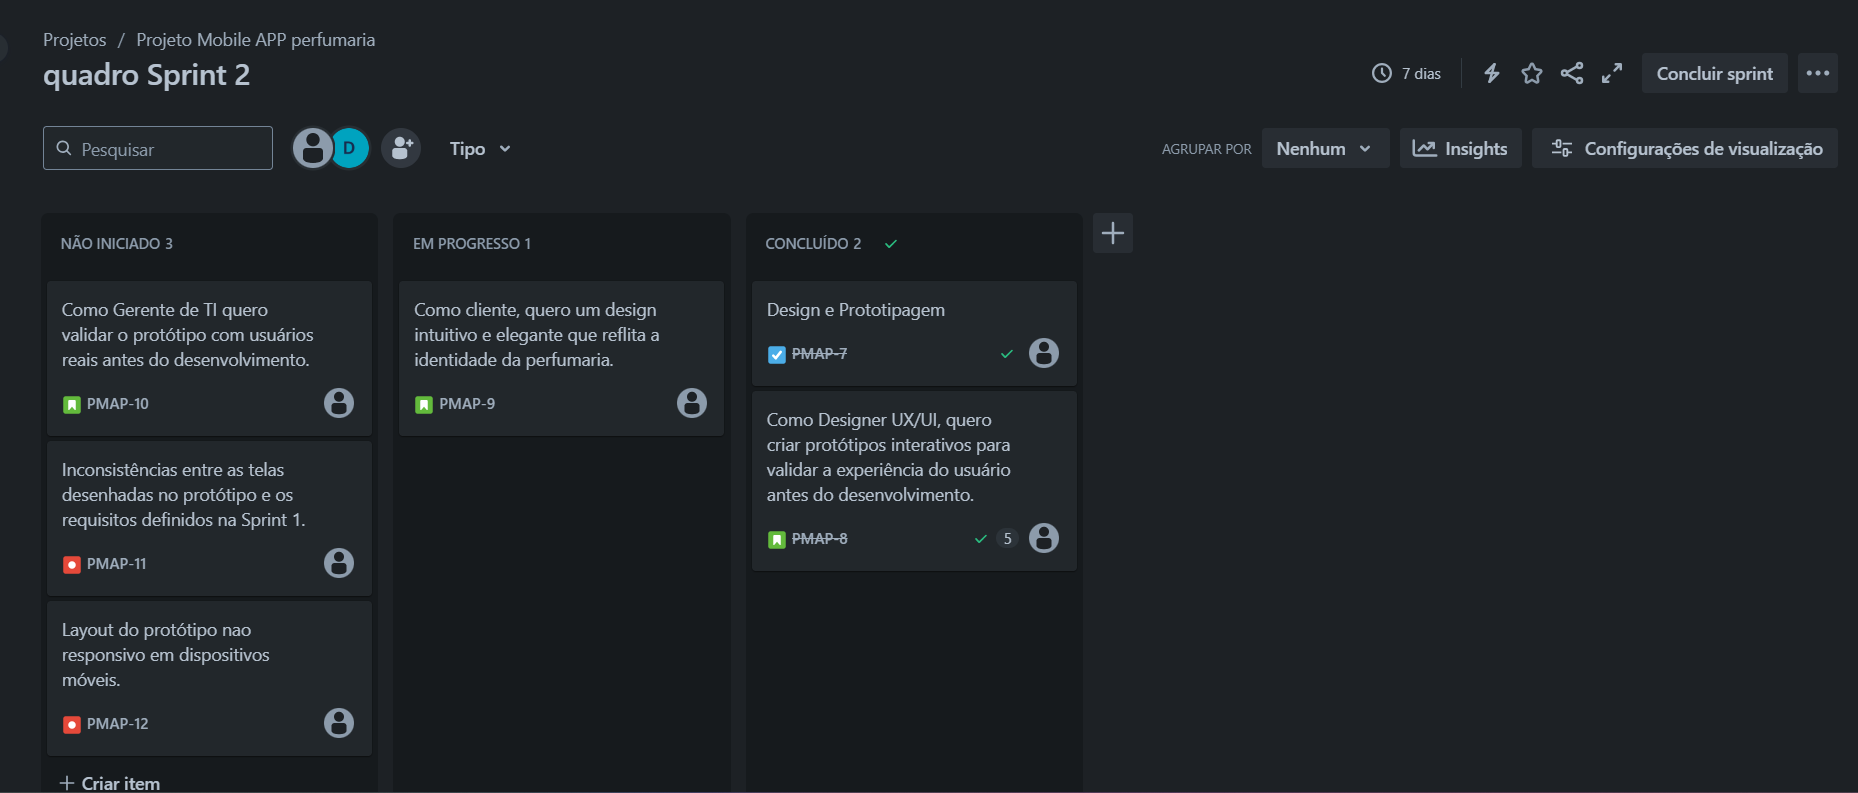 Projetos / Projeto Mobile APP perfumaria
quadro Sprint 2
7 dias
Concluir sprint
Pesquisar
D
Tipo
AGRUPAR POR
Nenhum
Insights
Configurações de visualização
NÃO INICIADO 3
Como Gerente de TI quero
validar o protótipo com usuários
reais antes do desenvolvimento.
PMAP-10
Inconsistências entre as telas
desenhadas no protótipo e os
requisitos definidos na Sprint 1.
PMAP-11
Layout do protótipo nao
responsivo em dispositivos
móveis.
PMAP-12
+ Criar item
EM PROGRESSO 1
Como cliente, quero um design
intuitivo e elegante que reflita a
identidade da perfumaria.
PMAP-9
CONCLUÍDO 2
Design e Prototipagem
PMAP-7
Como Designer UX/UI, quero
criar protótipos interativos para
validar a experiência do usuário
antes do desenvolvimento.
PMAP-8
5